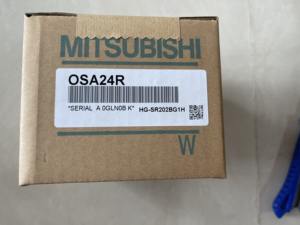 MITSUBISHI
OSA24R
"SERIAL A 0GLN0B K" HG-SR202BG1H
W